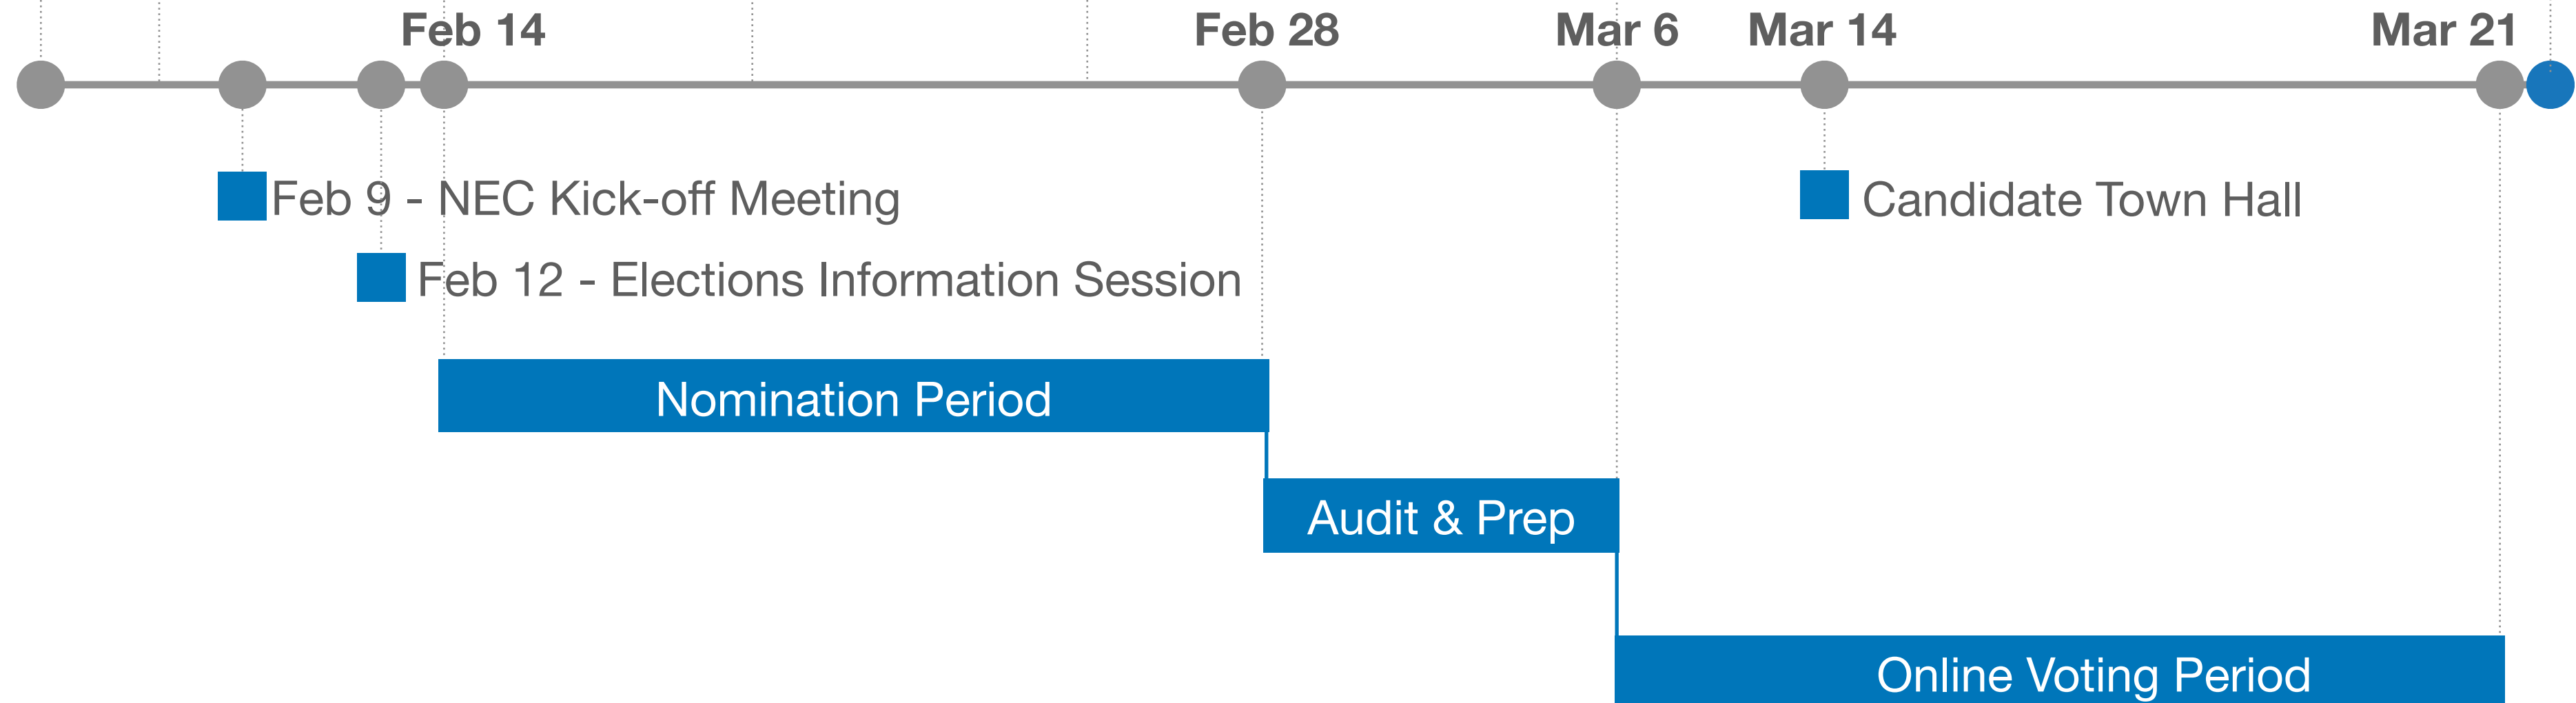 Feb 14
Feb 28
Mar 6
Mar 14
Mar 21
Feb 9 - NEC Kick-off Meeting
Candidate Town Hall
Feb 12 - Elections Information Session
Nomination Period
Audit & Prep
Online Voting Period